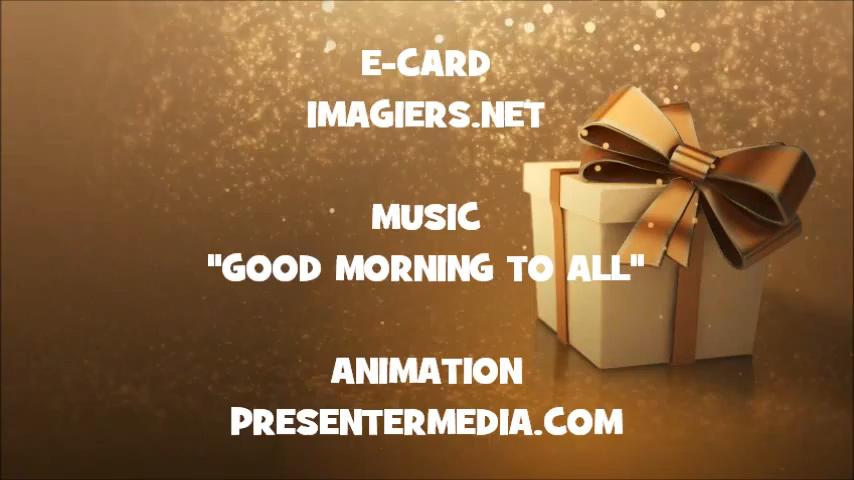 E-CARD
IMAGIERS.NET
MUSIC
"GOOD MORNING TO ALL"
ANIMATION
PRESENTERMEDIA.COM